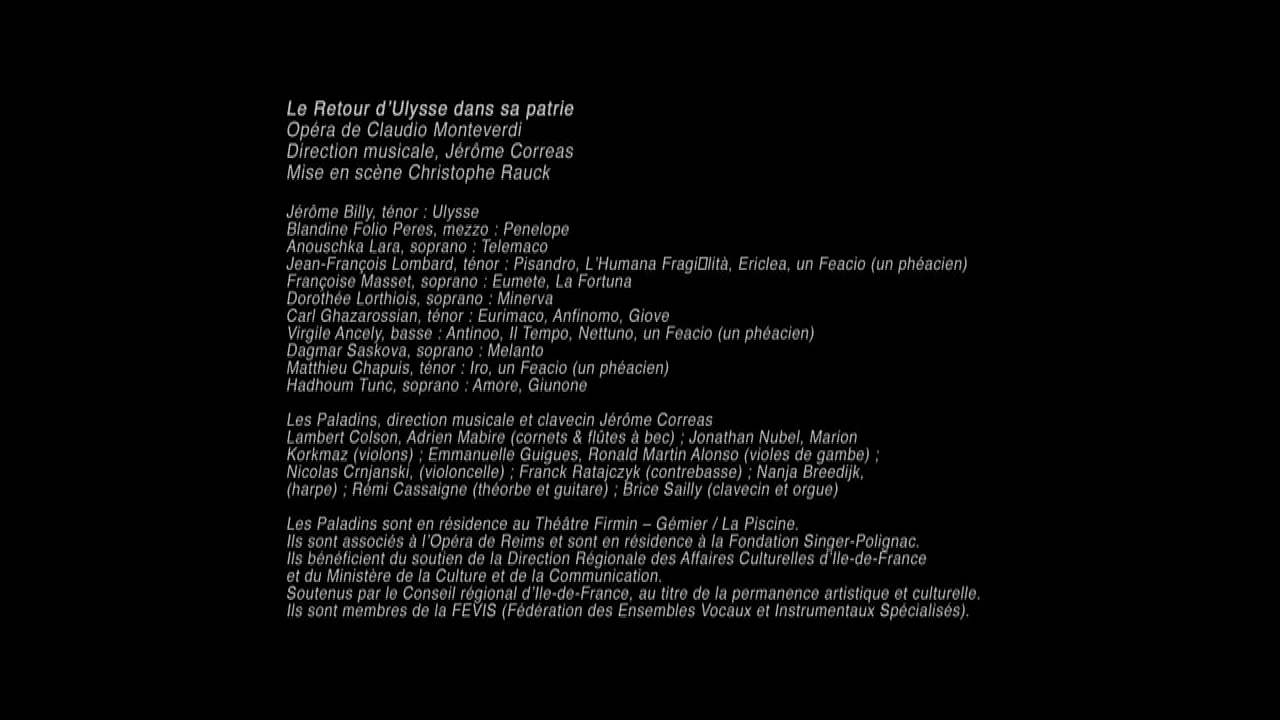 Le Retour d'Ulysse dans sa patrie
Opéra de Claudio Monteverdi
Direction musicale, Jérôme Correas
Mise en scène Christophe Rauck
Jérôme Billy, ténor : Ulysse
Blandine Folio Peres, mezzo : Penelope
Anouschka Lara, soprano : Telemaco
Jean-François Lombard, ténor : Pisandro, L'Humana Fragi□lità, Ericlea, un Feacio (un phéacien)
Françoise Masset, soprano : Eumete, La Fortuna
Dorothée Lorthiois, soprano : Minerva
Carl Ghazarossian, ténor : Eurimaco, Anfinomo, Giove
Virgile Ancely, basse : Antinoo, Il Tempo, Nettuno, un Feacio (un phéacien)
Dagmar Saskova, soprano : Melanto
Matthieu Chapuis, ténor : Iro, un Feacio (un phéacien)
Hadhoum Tunc, soprano : Amore, Giunone
Les Paladins, direction musicale et clavecin Jérôme Correas
Lambert Colson, Adrien Mabire (cornets & flûtes à bec) ; Jonathan Nubel, Marion
Korkmaz (violons) ; Emmanuelle Guigues, Ronald Martin Alonso (violes de gambe) ;
Nicolas Crnjanski, (violoncelle) ; Franck Ratajczyk (contrebasse) ; Nanja Breedijk,
(harpe) ; Rémi Cassaigne (théorbe et guitare) ; Brice Sailly (clavecin et orgue)
Les Paladins sont en résidence au Théâtre Firmin – Gémier / La Piscine.
Ils sont associés à l'Opéra de Reims et sont en résidence à la Fondation Singer-Polignac.
Ils bénéficient du soutien de la Direction Régionale des Affaires Culturelles d'Ile-de-France
et du Ministère de la Culture et de la Communication.
Soutenus par le Conseil régional d'Ile-de-France, au titre de la permanence artistique et culturelle.
Ils sont membres de la FEVIS (Fédération des Ensembles Vocaux et Instrumentaux Spécialisés).